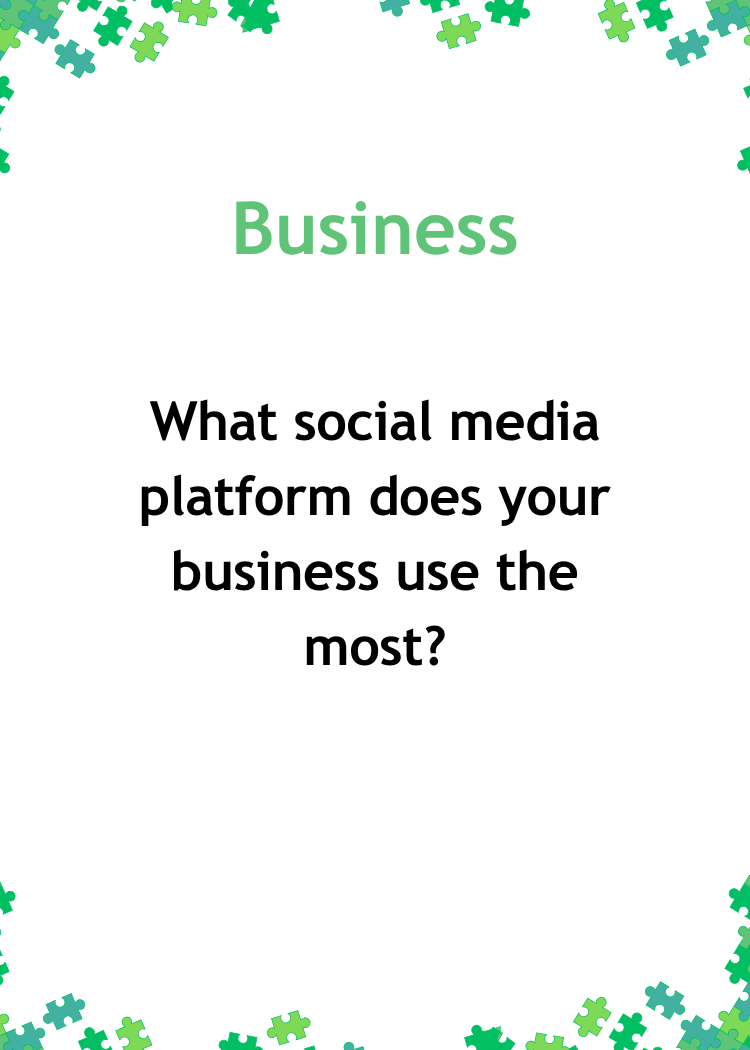 Business
What social media
platform does your
business use the
most?